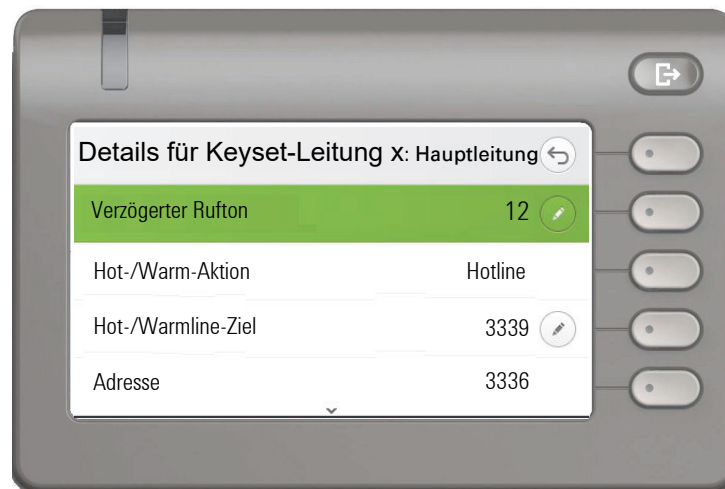 Details für Keyset-Leitung x: Hauptleitung
Verzögerter Rufton 12
Hot-/Warm-Aktion Hotline
Hot-/Warmline-Ziel 3339
Adresse 3336